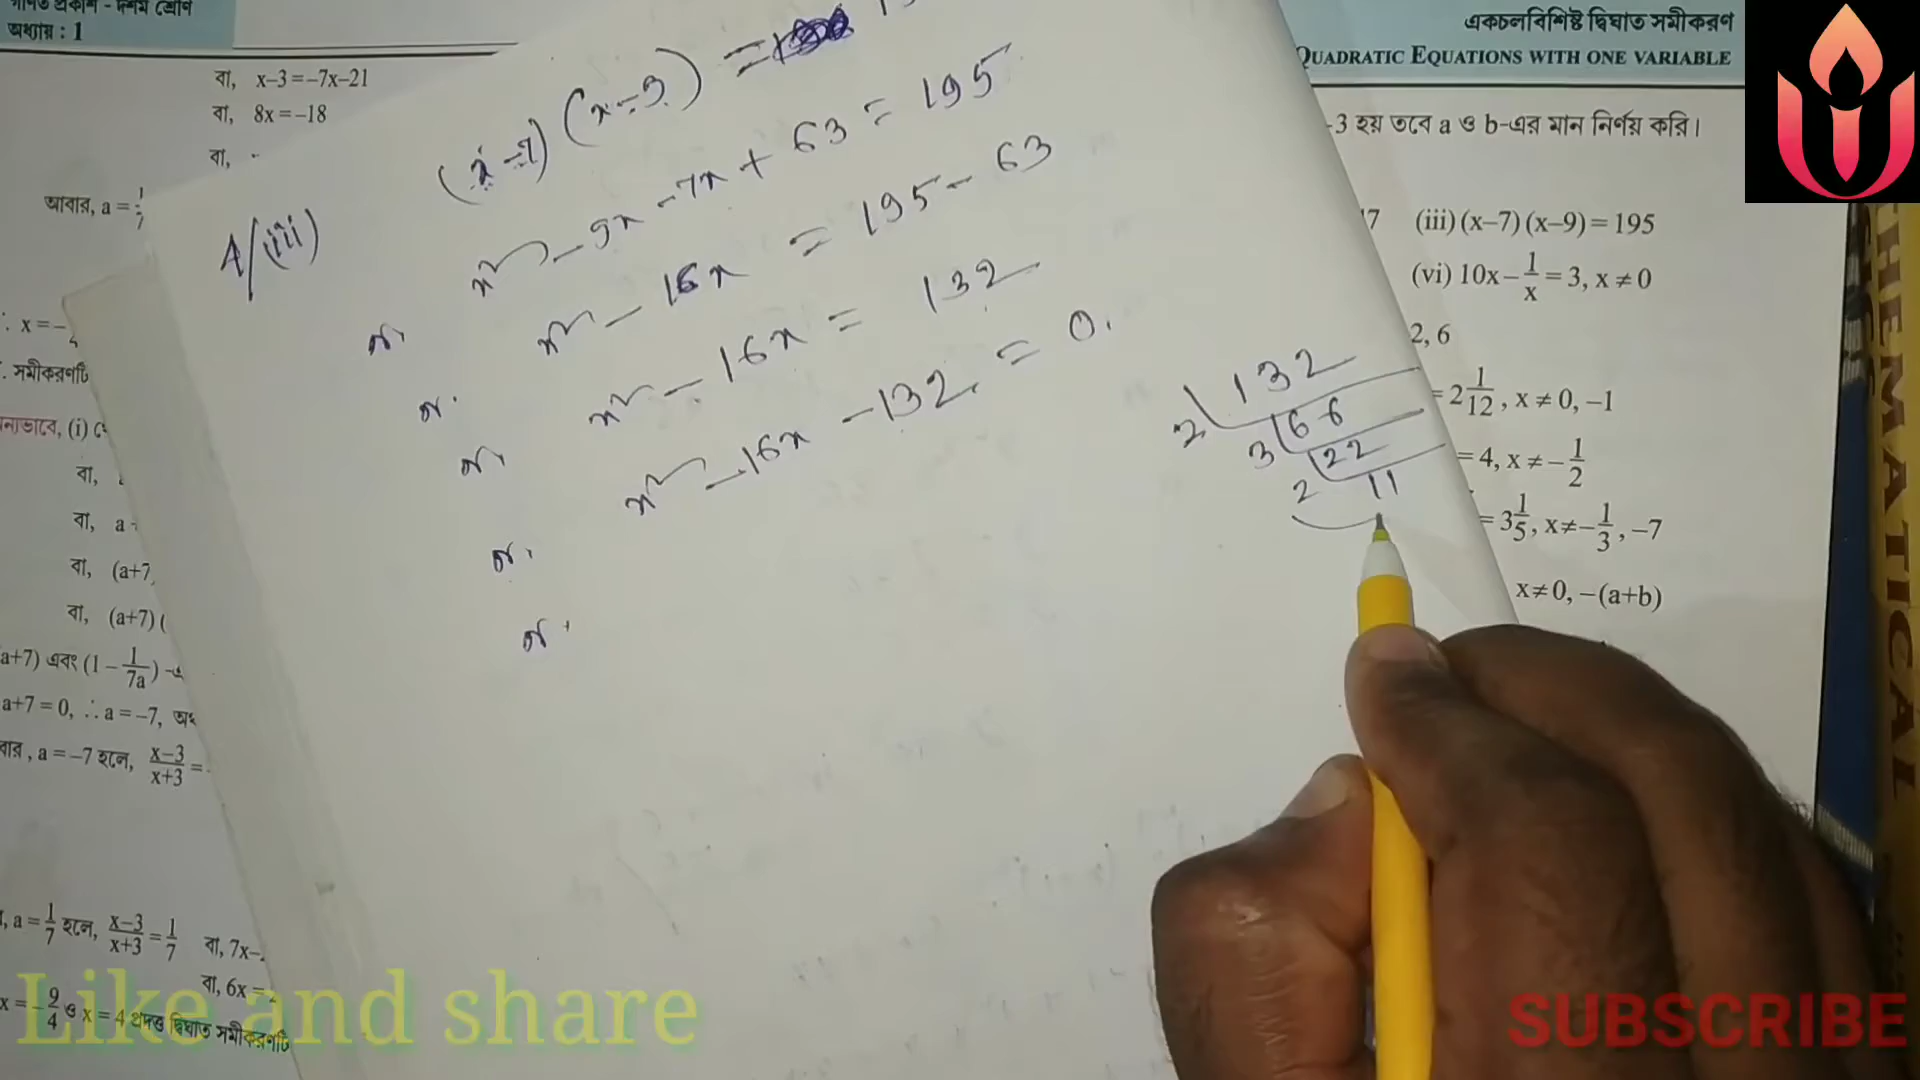 অধ্যায় : 1
বা, x–3 = –7x–21
বা, 8x = –18
বা,
আবার, a = 1/7
∴ x = –
. সমীকরণটি
(i)
বা,
বা, a
বা, (a+7
বা, (a+7) (
a+7) এবং (1 – 1/7a)
a+7 = 0, ∴ a = –7,
a = –7 হলে, x–3/x+3 =
, a = 1/7 হলে, x–3/x+3 = 1/7 বা, 7x–
বা, 6x =
x = –9/4 ও x = 4 প্রদত্ত দ্বিঘাত সমীকরণটি
Like and share
(x-7) (x-9) =
1/(iii)
x² - 9x - 7x + 63 = 195
বা, x² - 16x = 195 - 63
বা, x² - 16x = 132
বা, x² - 16x - 132 = 0.
বা,
বা,
2 | 132
3 | 66
2 | 22
11
একচলবিশিষ্ট দ্বিঘাত সমীকরণ
QUADRATIC EQUATIONS WITH ONE VARIABLE
-3 হয় তবে a ও b-এর মান নির্ণয় করি।
(iii) (x–7) (x–9) = 195
(vi) 10x – 1/x = 3, x ≠ 0
2, 6
= 2 1/12, x ≠ 0, –1
= 4, x ≠ – 1/2
= 3 1/5, x ≠ – 1/3, –7
x ≠ 0, –(a+b)
HEMATICAL
SUBSCRIBE